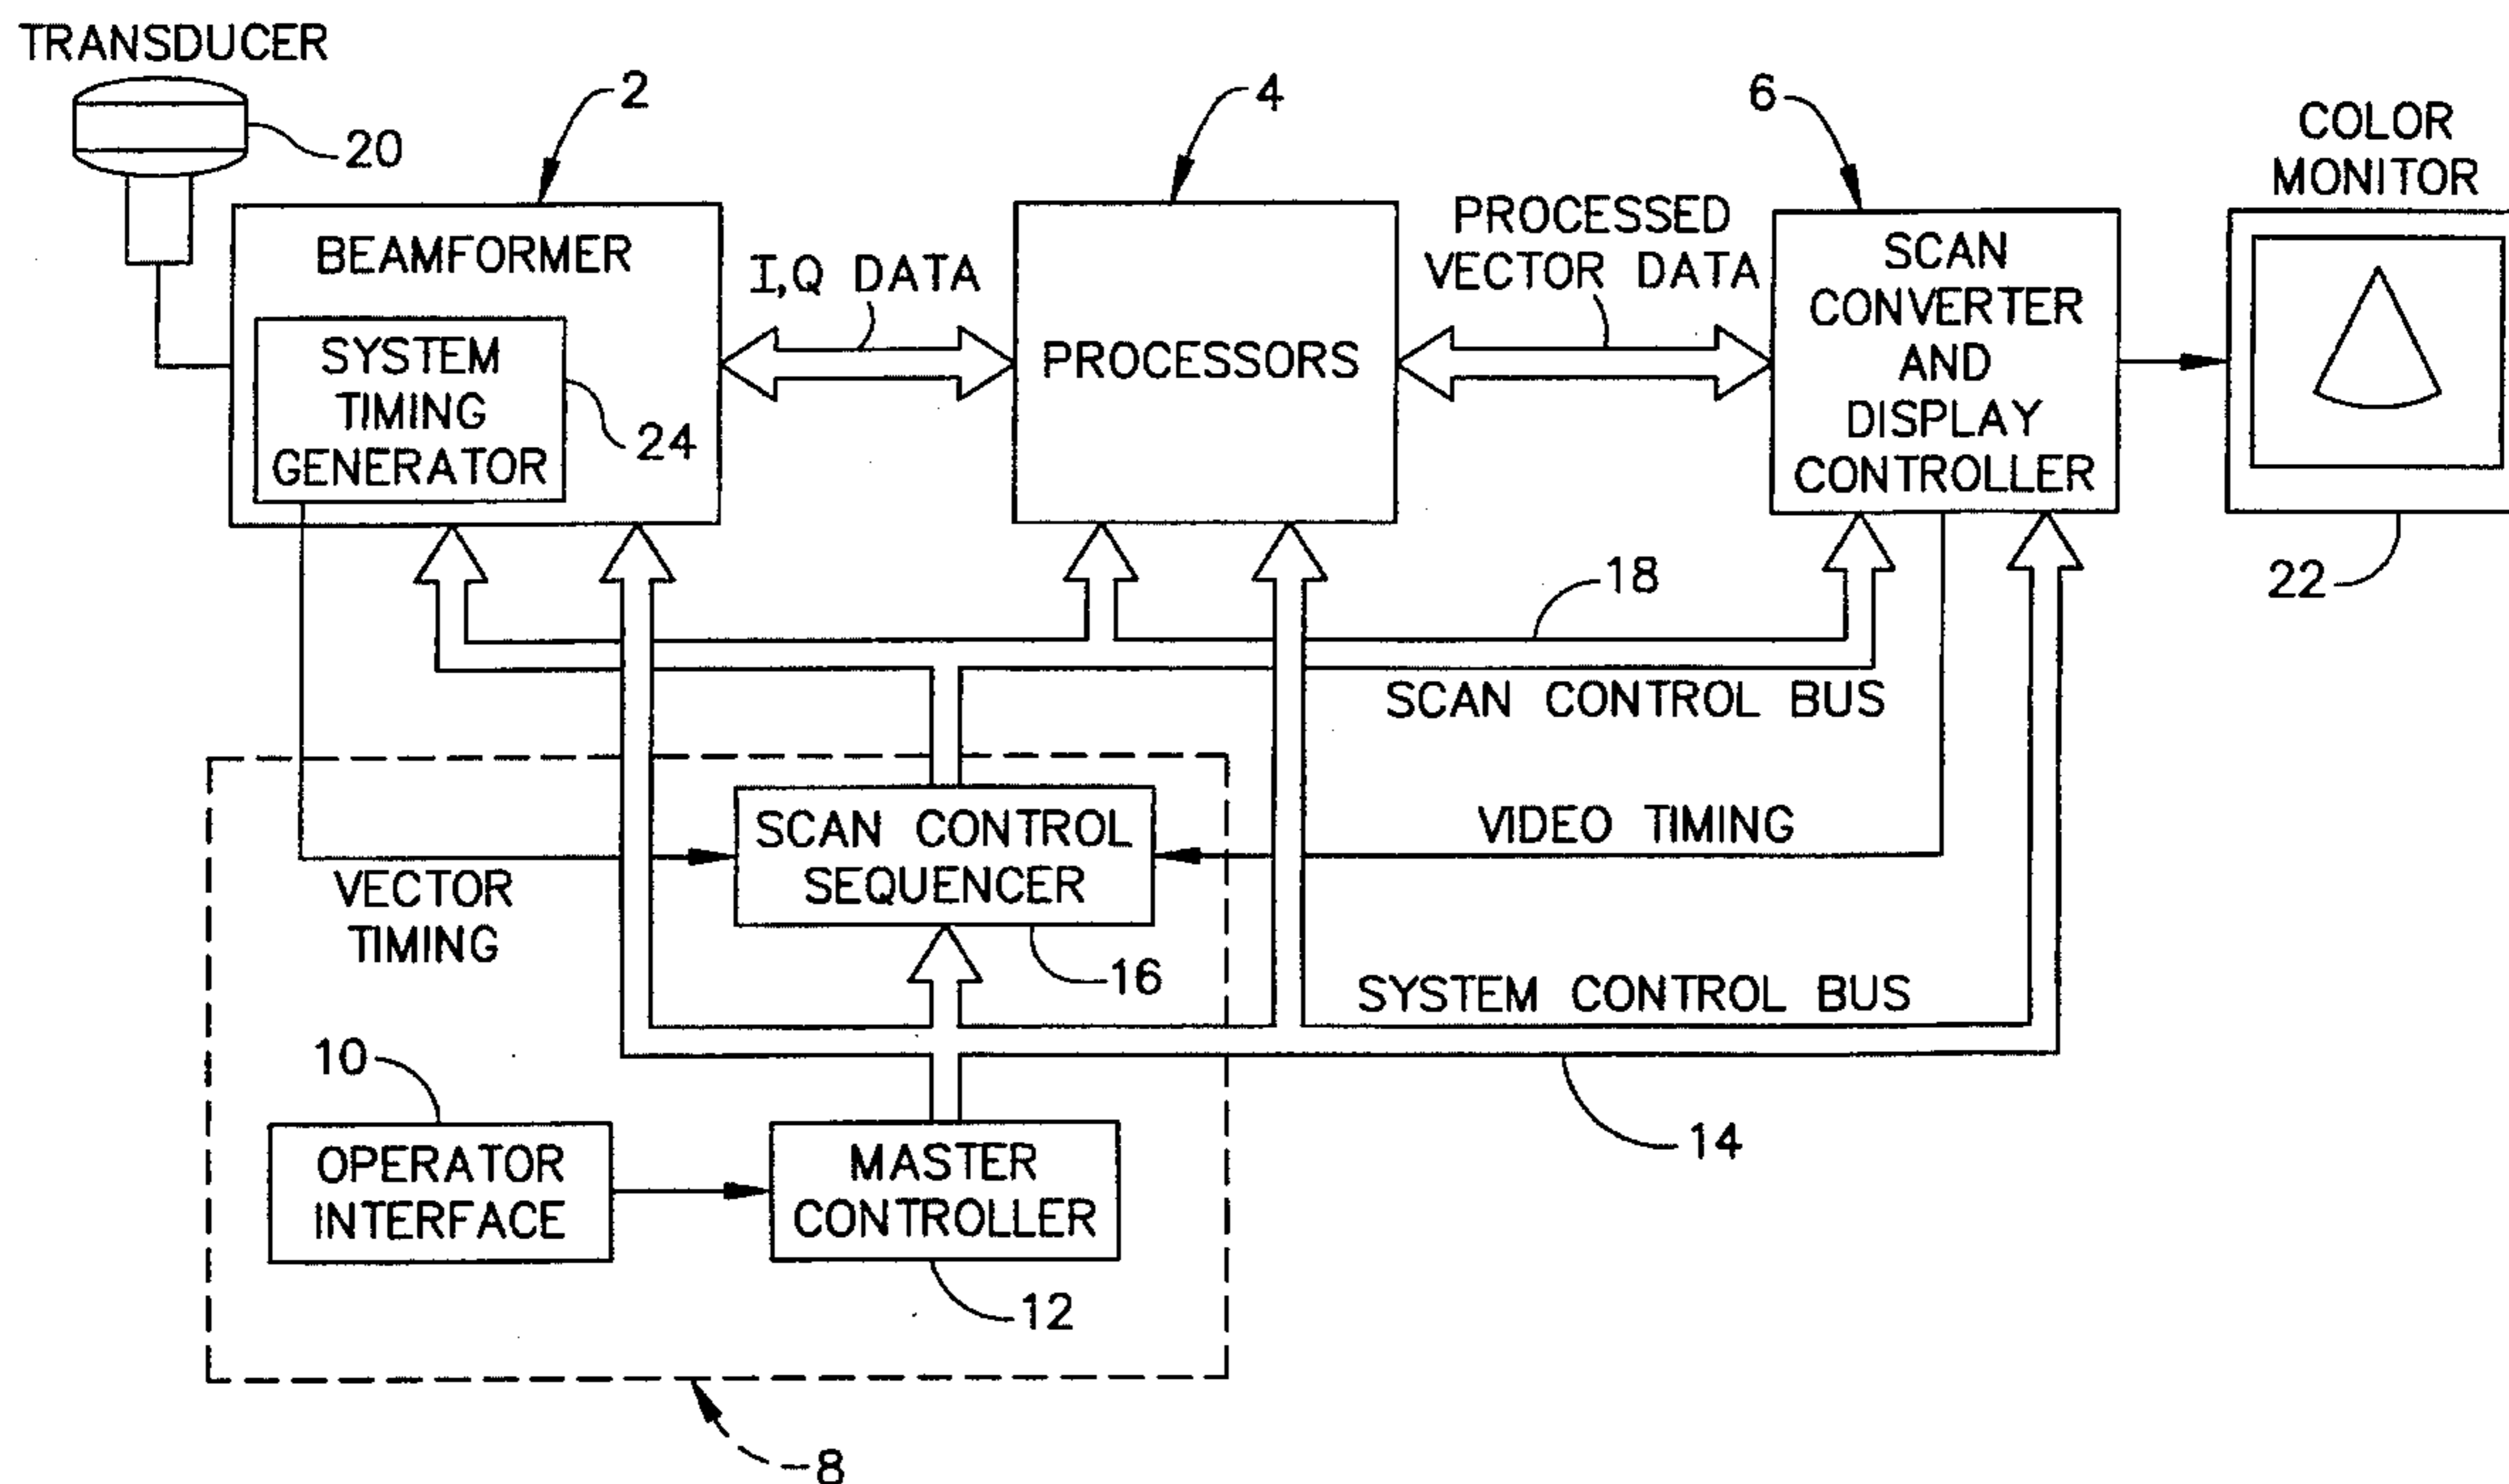 TRANSDUCER
20
2
BEAMFORMER
SYSTEM
TIMING
GENERATOR
24
I,Q DATA
4
PROCESSORS
PROCESSED
VECTOR DATA
6
SCAN
CONVERTER
AND
DISPLAY
CONTROLLER
COLOR
MONITOR
22
18
SCAN CONTROL BUS
VIDEO TIMING
SCAN CONTROL
SEQUENCER
16
VECTOR
TIMING
SYSTEM CONTROL BUS
14
10
OPERATOR
INTERFACE
MASTER
CONTROLLER
12
8